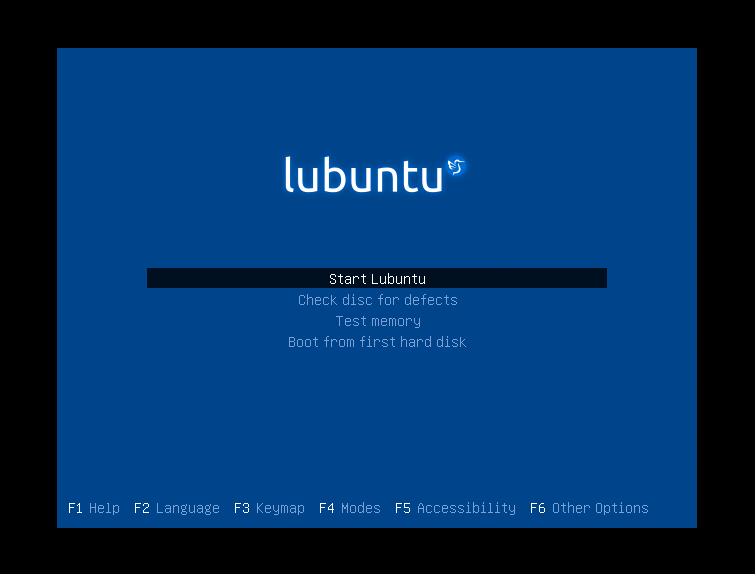 lubuntu
Start Lubuntu
Check disc for defects
Test memory
Boot from first hard disk
F1 Help F2 Language F3 Keymap F4 Modes F5 Accessibility F6 Other Options